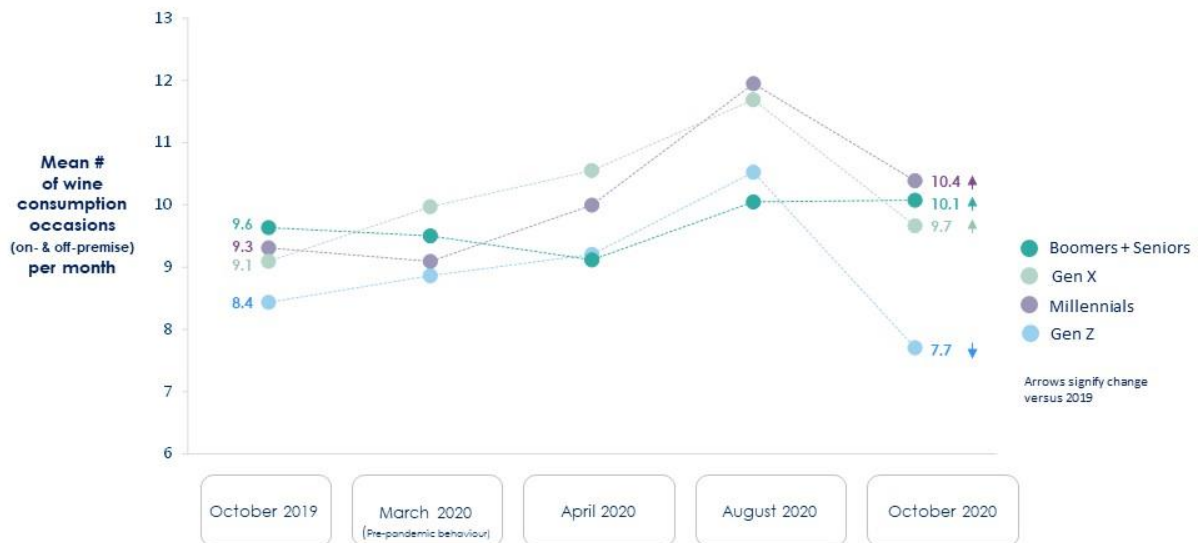 13
12
11
10
9
8
7
6
Mean #
of wine
consumption
occasions
(on- & off-premise)
per month
9.6
9.3
9.1
8.4
10.4
10.1
9.7
7.7
Boomers + Seniors
Gen X
Millennials
Gen Z
Arrows signify change
versus 2019
October 2019
March 2020
(Pre-pandemic behaviour)
April 2020
August 2020
October 2020